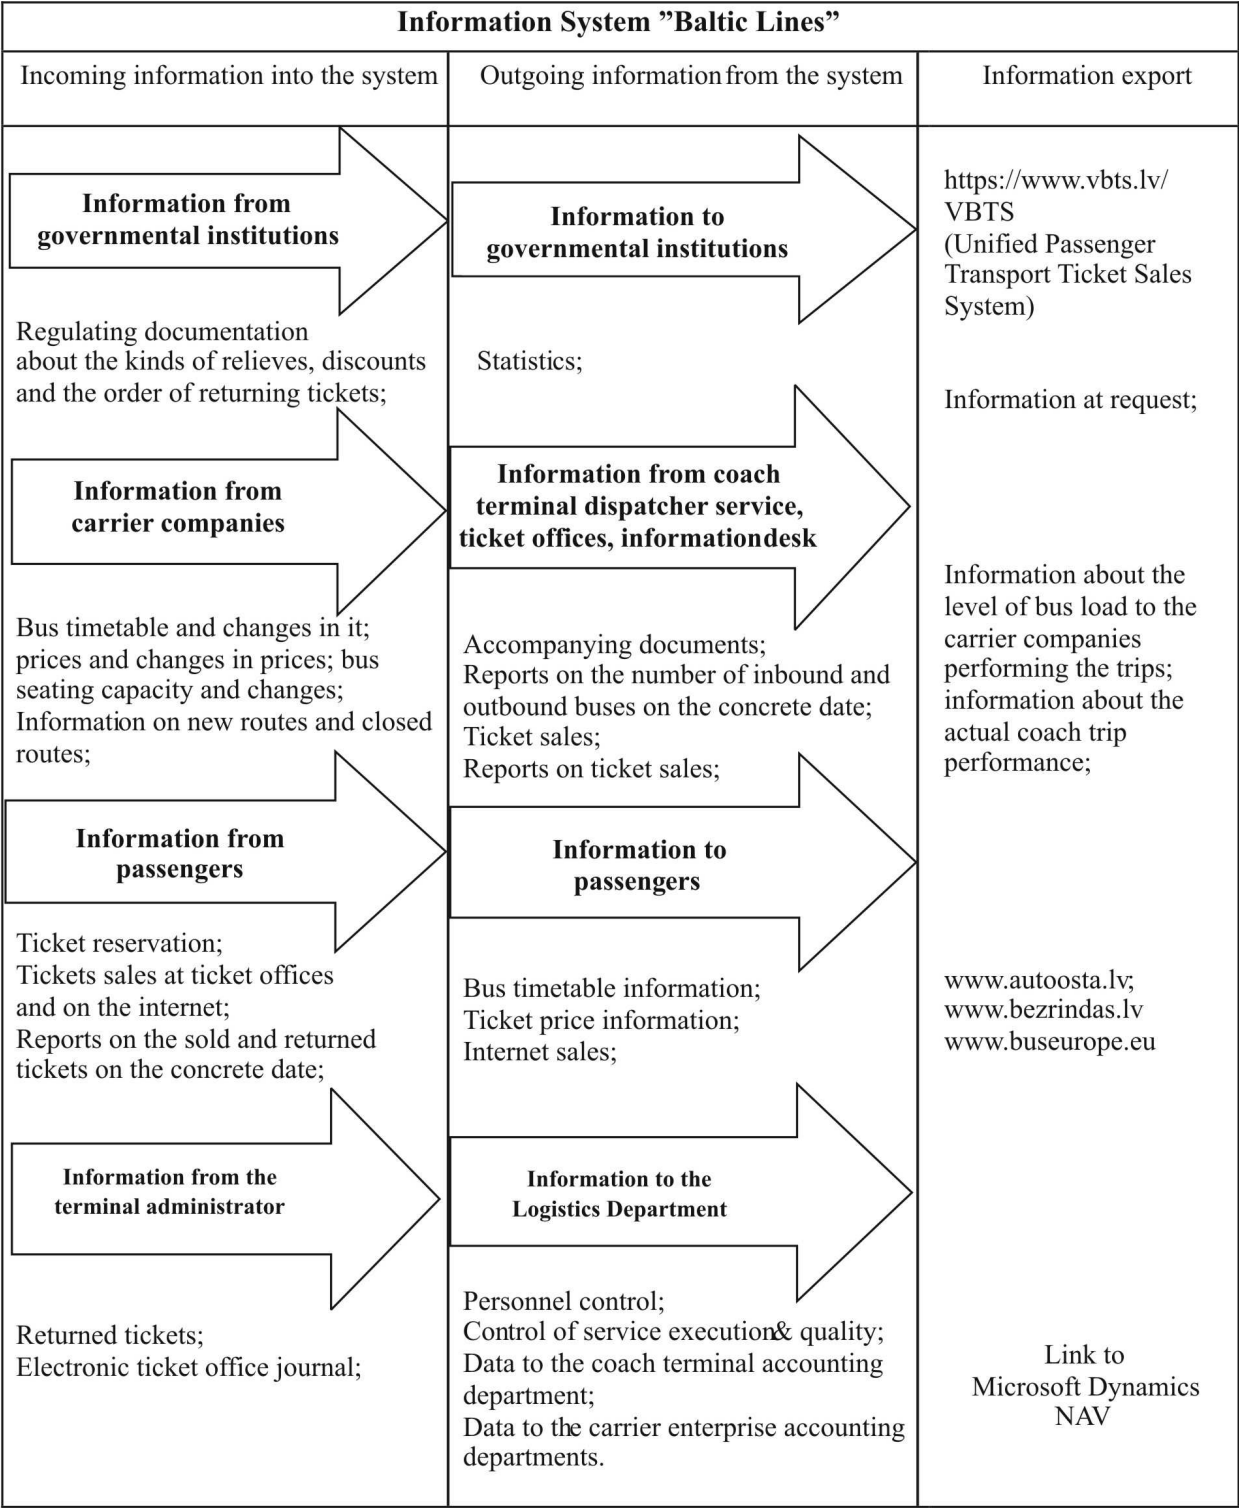 Information System ”Baltic Lines”
Incoming information into the system
Outgoing information from the system
Information export
Information from
governmental institutions
Regulating documentation
about the kinds of relieves, discounts
and the order of returning tickets;
Information from
carrier companies
Bus timetable and changes in it;
prices and changes in prices; bus
seating capacity and changes;
Information on new routes and closed
routes;
Information from
passengers
Ticket reservation;
Tickets sales at ticket offices
and on the internet;
Reports on the sold and returned
tickets on the concrete date;
Information from the
terminal administrator
Returned tickets;
Electronic ticket office journal;
Information to
governmental institutions
Statistics;
Information from coach
terminal dispatcher service,
ticket offices, information desk
Accompanying documents;
Reports on the number of inbound and
outbound buses on the concrete date;
Ticket sales;
Reports on ticket sales;
Information to
passengers
Bus timetable information;
Ticket price information;
Internet sales;
Information to the
Logistics Department
Personnel control;
Control of service execution& quality;
Data to the coach terminal accounting
department;
Data to the carrier enterprise accounting
departments.
https://www.vbts.lv/
VBTS
(Unified Passenger
Transport Ticket Sales
System)
Information at request;
Information about the
level of bus load to the
carrier companies
performing the trips;
information about the
actual coach trip
performance;
www.autoosta.lv;
www.bezrindas.lv
www.buseurope.eu
Link to
Microsoft Dynamics
NAV